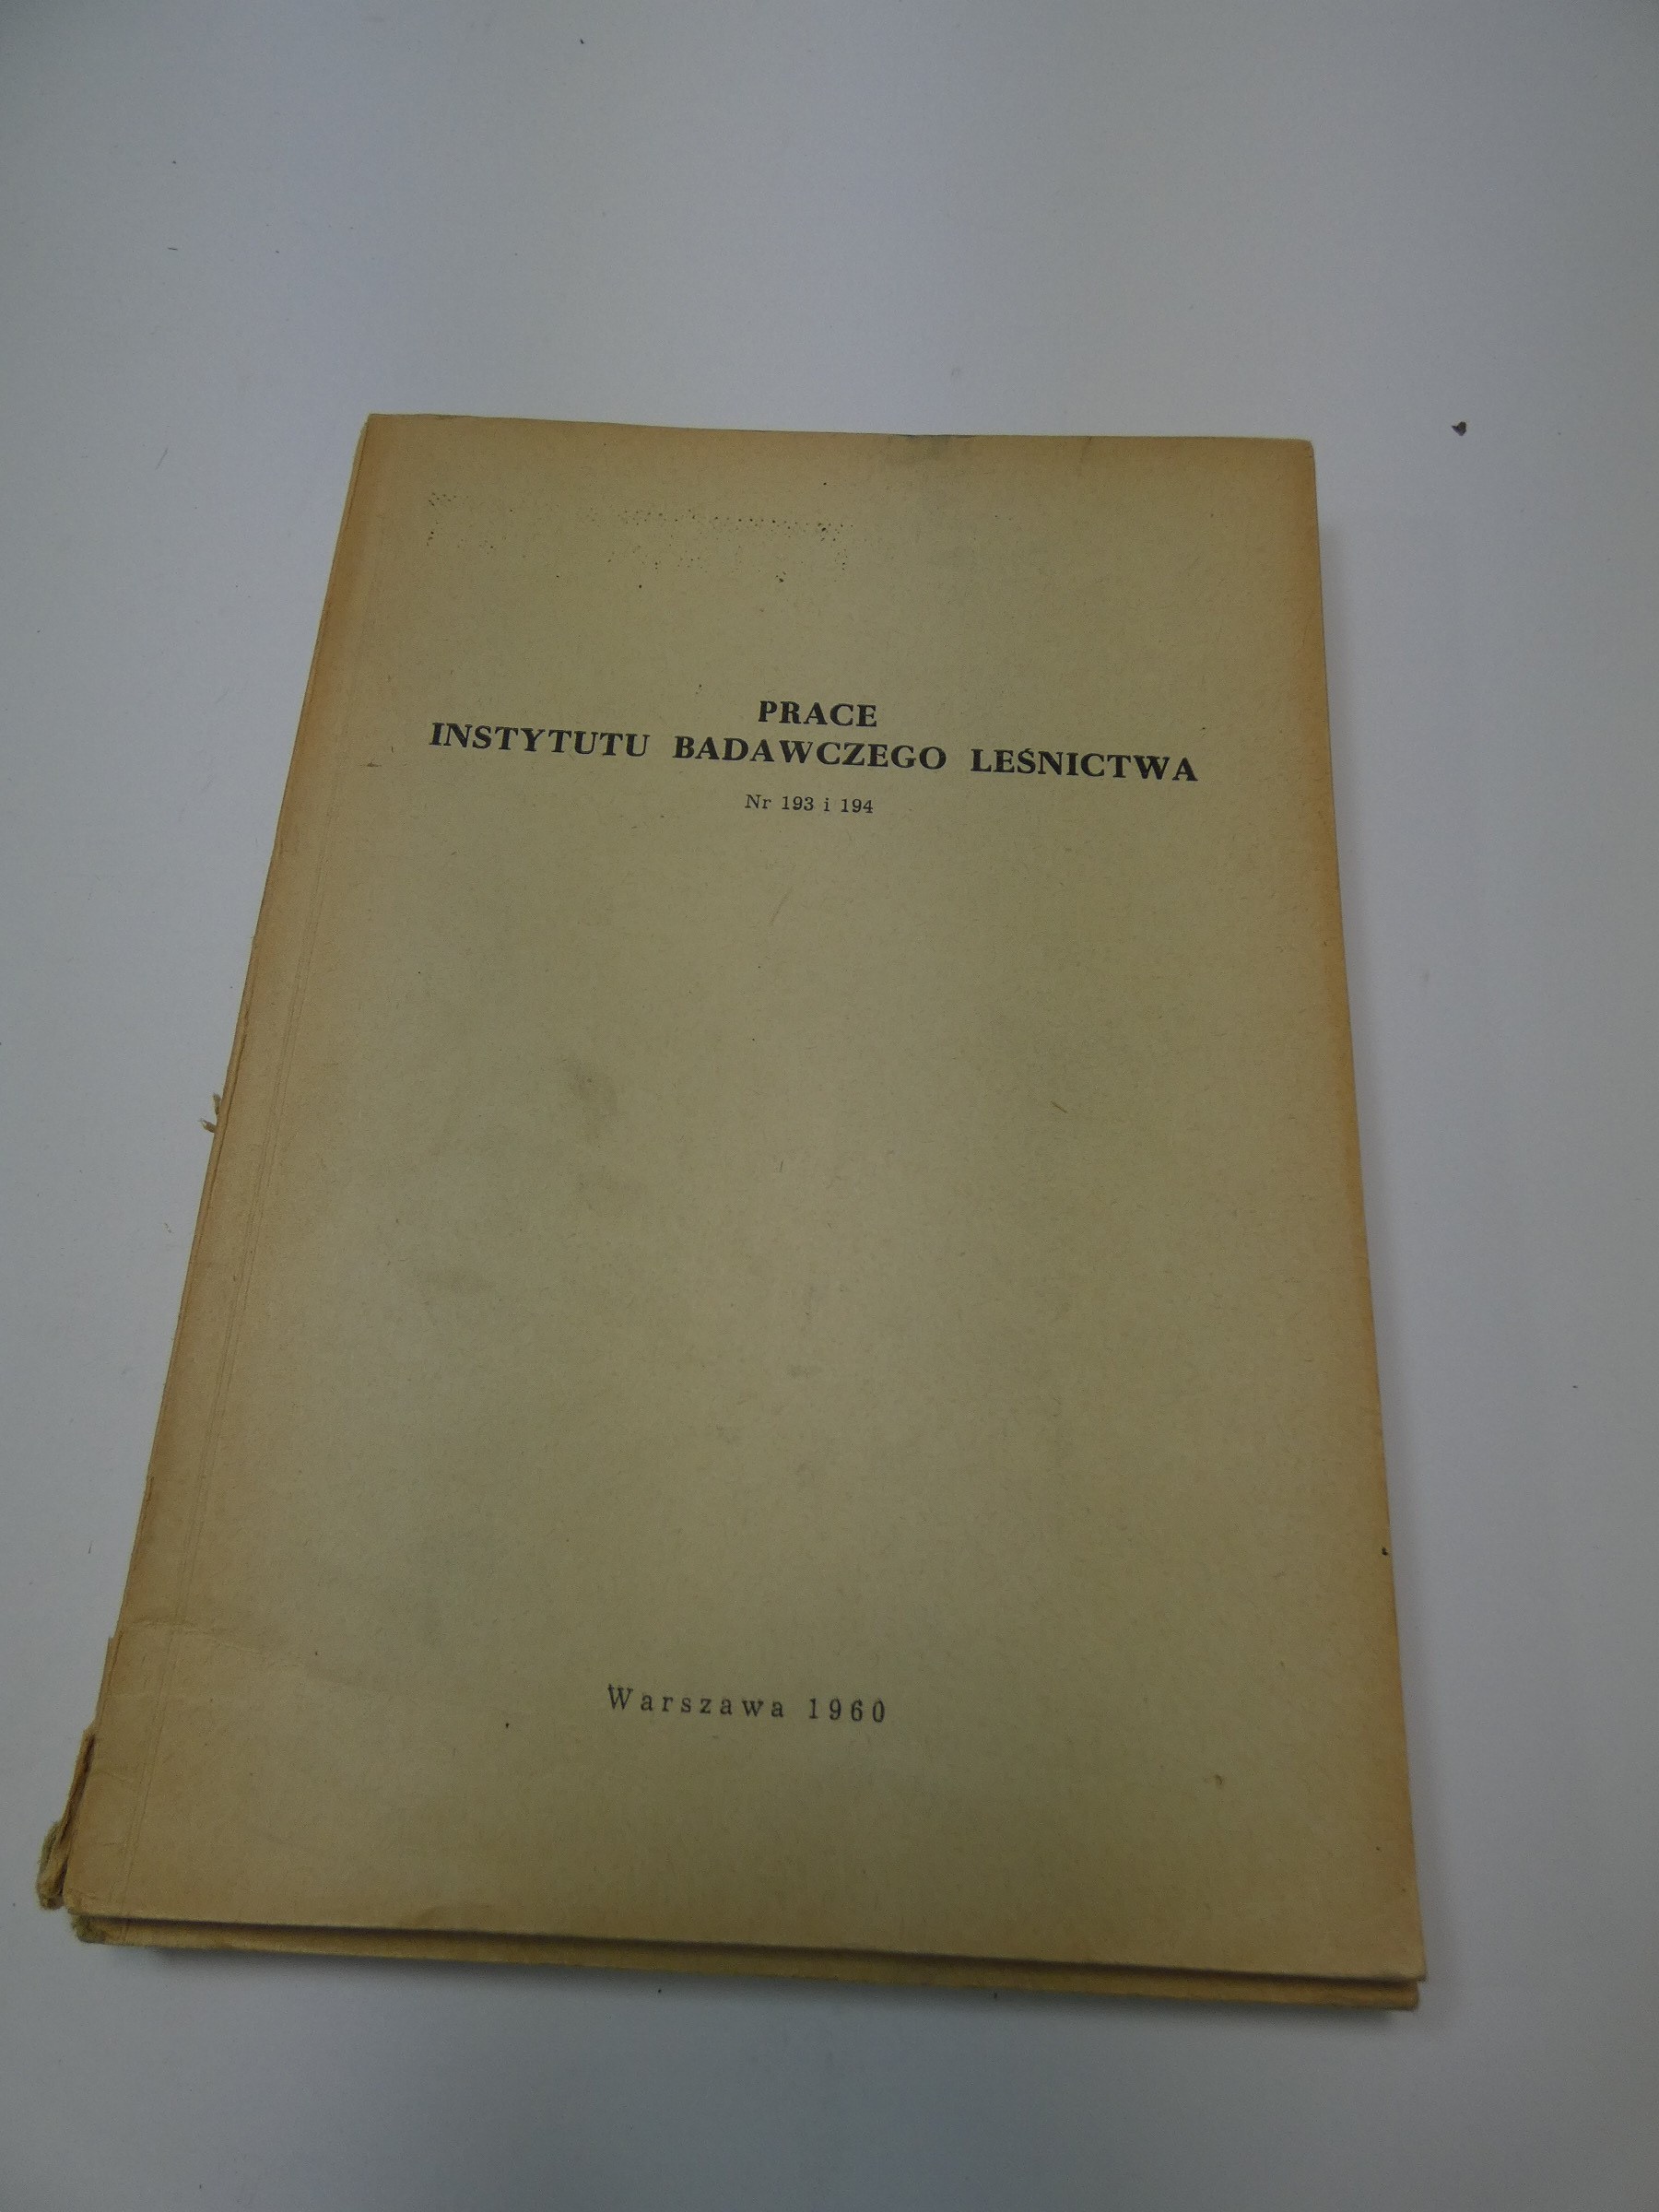 PRACE
INSTYTUTU BADAWCZEGO LEŚNICTWA
Nr 193 i 194
Warszawa 1960